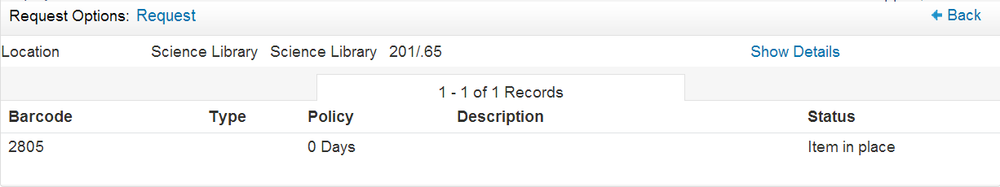 Request Options: Request Back
Location Science Library Science Library 201/.65 Show Details
1 - 1 of 1 Records
Barcode Type Policy Description Status
2805 0 Days Item in place